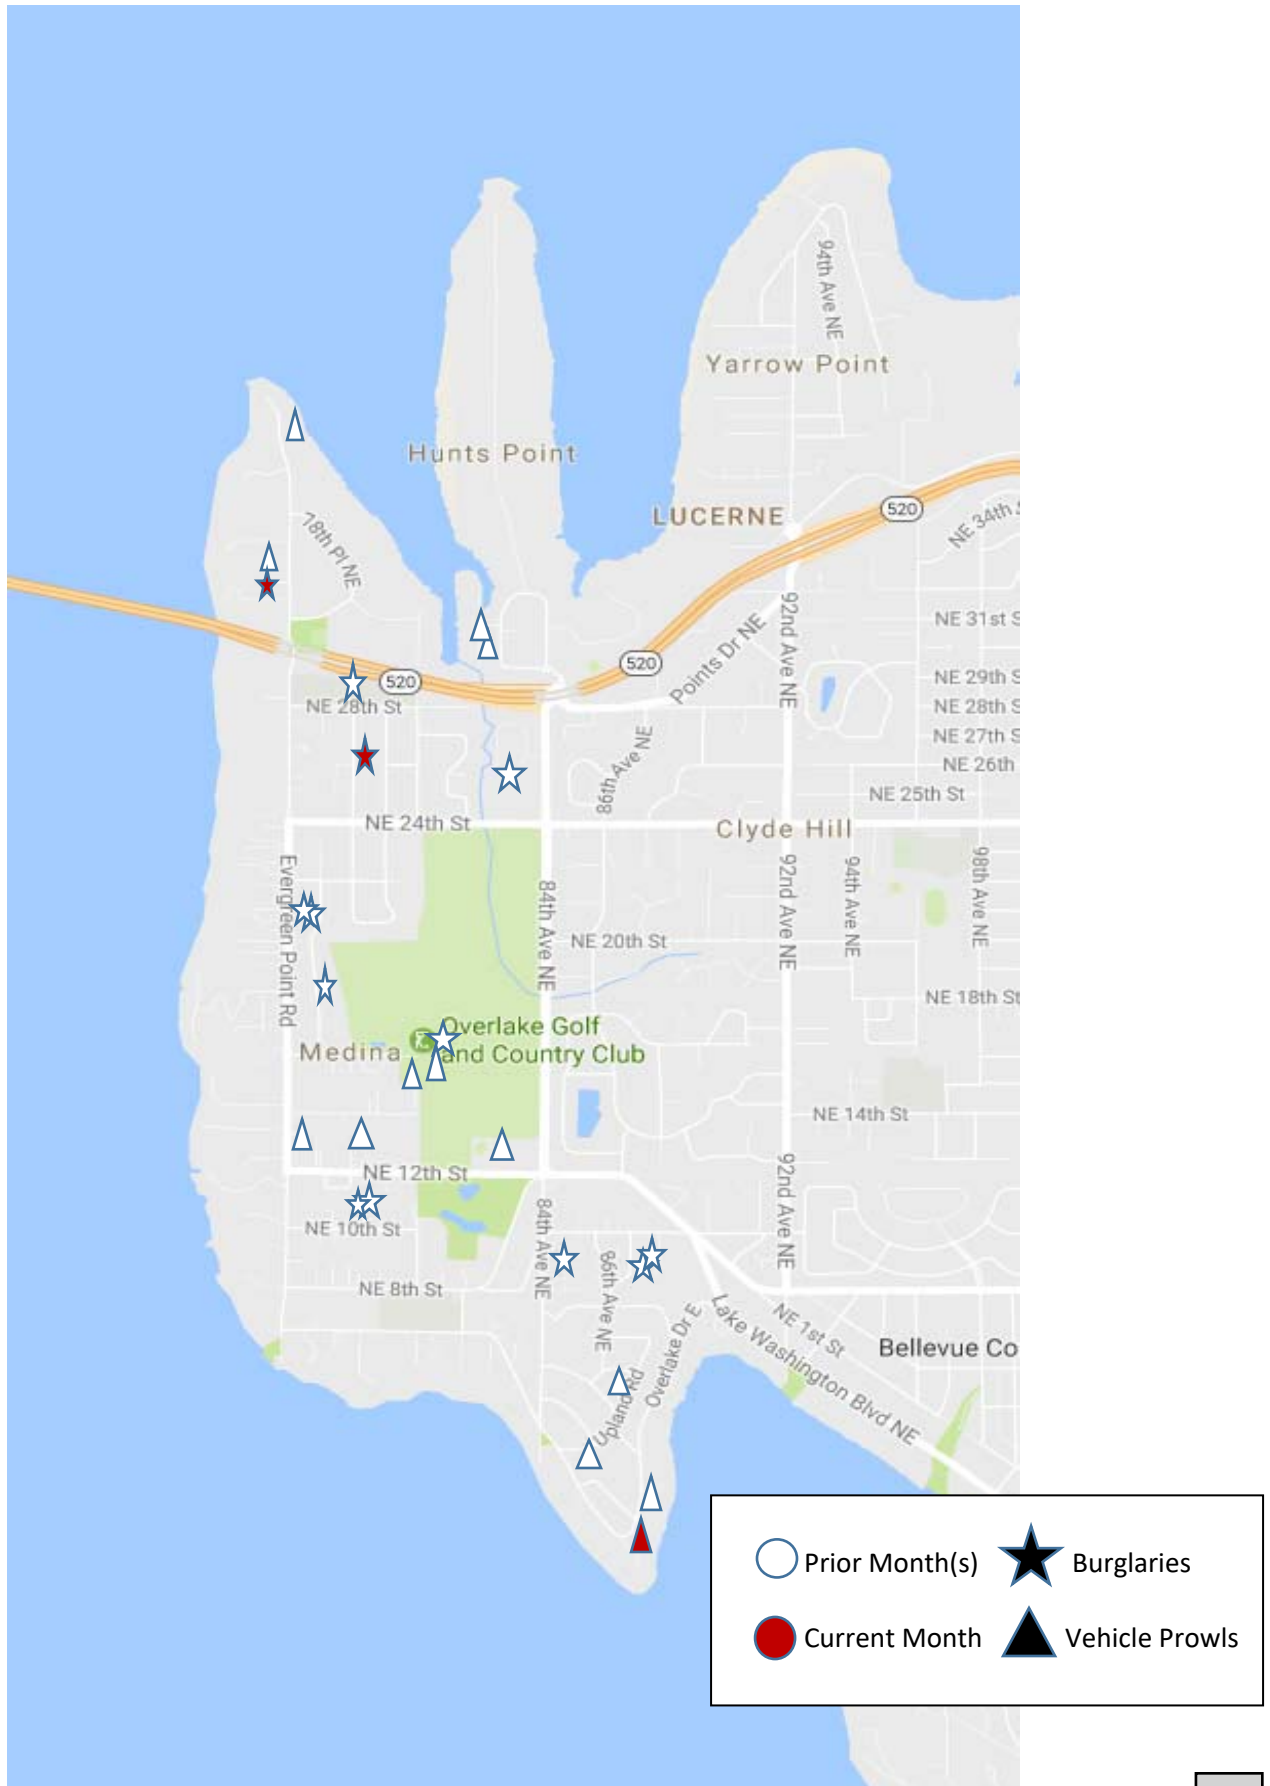 94th Ave NE
Yarrow Point
Hunts Point
LUCERNE
520
NE 34th
78th Pl NE
92nd Ave NE
NE 31st S
520
Points Dr NE
520
NE 29th S
NE 28th St
NE 28th S
86th Ave NE
NE 27th S
NE 26th
NE 25th St
NE 24th St
Clyde Hill
Evergreen Point Rd
84th Ave NE
92nd Ave NE
94th Ave NE
98th Ave NE
NE 20th St
NE 18th St
Overlake Golf
Medina
and Country Club
NE 14th St
NE 12th St
92nd Ave NE
NE 10th St
84th Ave NE
86th Ave NE
NE 8th St
Overlake Dr E
Lake Washington Blvd NE
NE 1st St
Bellevue Co
Upland Rd
Prior Month(s)
Burglaries
Current Month
Vehicle Prowls